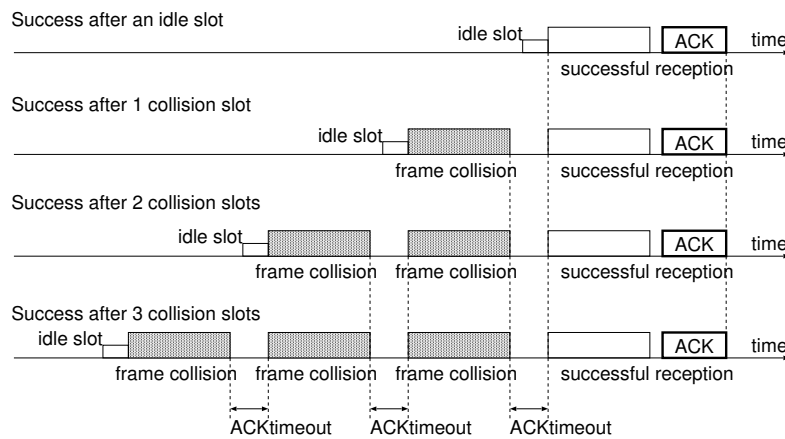 Success after an idle slot
idle slot
ACK
time
successful reception
Success after 1 collision slot
idle slot
ACK
time
frame collision
successful reception
Success after 2 collision slots
idle slot
ACK
time
frame collision
frame collision
successful reception
Success after 3 collision slots
idle slot
ACK
time
frame collision
frame collision
frame collision
successful reception
ACKtimeout
ACKtimeout
ACKtimeout